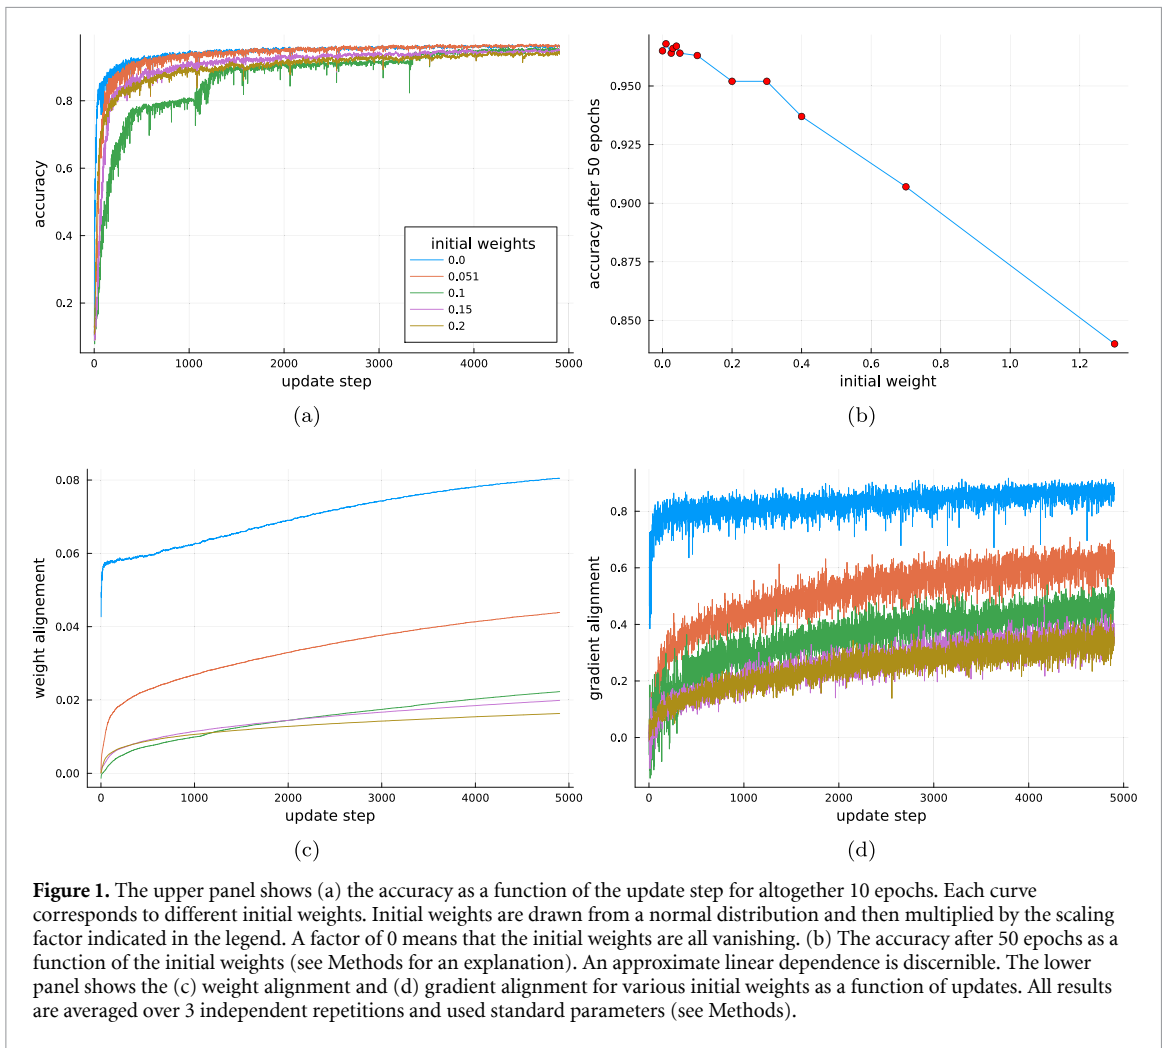 0.8
0.6
0.4
0.2
accuracy
initial weights
0.0
0.051
0.1
0.15
0.2
0 1000 2000 3000 4000 5000
update step
(a)
0.950
0.925
0.900
0.875
0.850
accuracy after 50 epochs
0.0 0.2 0.4 0.6 0.8 1.0 1.2
initial weight
(b)
0.08
0.06
0.04
0.02
0.00
weight alignement
0 1000 2000 3000 4000 5000
update step
(c)
0.8
0.6
0.4
0.2
0.0
gradient alignment
0 1000 2000 3000 4000 5000
update step
(d)
Figure 1. The upper panel shows (a) the accuracy as a function of the update step for altogether 10 epochs. Each curve
corresponds to different initial weights. Initial weights are drawn from a normal distribution and then multiplied by the scaling
factor indicated in the legend. A factor of 0 means that the initial weights are all vanishing. (b) The accuracy after 50 epochs as a
function of the initial weights (see Methods for an explanation). An approximate linear dependence is discernible. The lower
panel shows the (c) weight alignment and (d) gradient alignment for various initial weights as a function of updates. All results
are averaged over 3 independent repetitions and used standard parameters (see Methods).